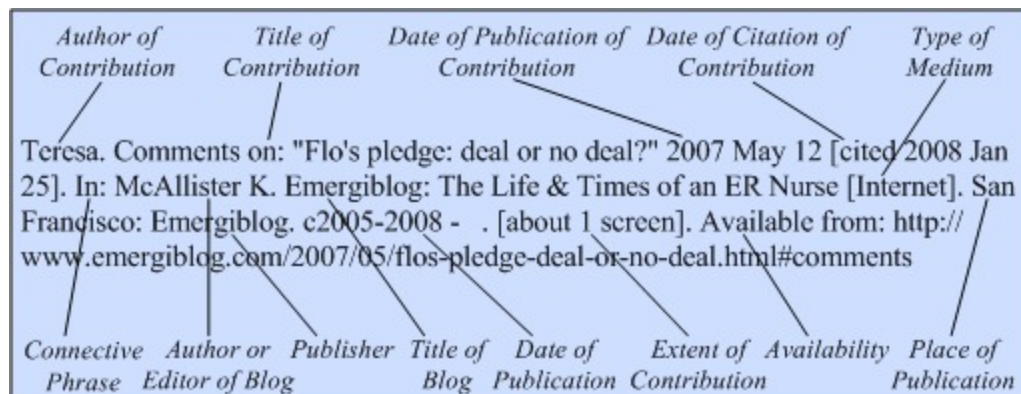 Author of Title of Date of Publication of Date of Citation of Type of
Contribution Contribution Contribution Contribution Medium
Teresa. Comments on: "Flo's pledge: deal or no deal?" 2007 May 12 [cited 2008 Jan
25]. In: McAllister K. Emergiblog: The Life & Times of an ER Nurse [Internet]. San
Francisco: Emergiblog. c2005-2008 - . [about 1 screen]. Available from: http://
www.emergiblog.com/2007/05/flos-pledge-deal-or-no-deal.html#comments
Connective Author or Publisher Title of Date of Extent of Availability Place of
Phrase Editor of Blog Blog Publication Contribution Publication